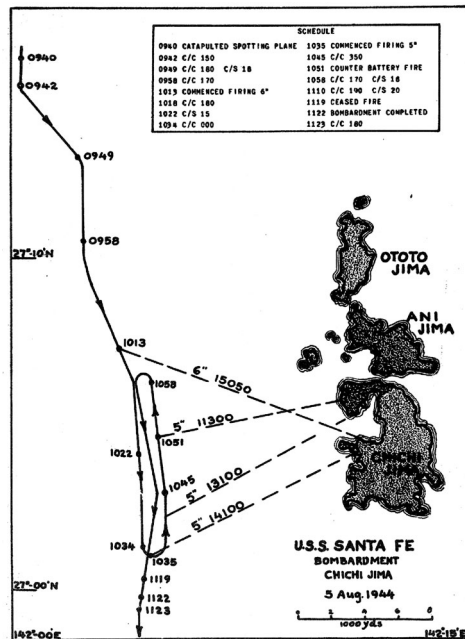 SCHEDULE
0940 CATAPULTED SPOTTING PLANE
0942 C/C 150
0949 C/C 180 C/S 18
0958 C/C 170
1013 COMMENCED FIRING 6"
1018 C/C 180
1022 C/S 15
1034 C/C 000
1035 COMMENCED FIRING 5"
1045 C/C 350
1051 COUNTER BATTERY FIRE
1058 C/C 170 C/S 18
1110 C/C 190 C/S 20
1119 CEASED FIRE
1122 BOMBARDMENT COMPLETED
1123 C/C 180
0940
0942
0949
0958
27°-10'N
OTOTO
JIMA
ANI
JIMA
1013
6" 15050
1058
5" 11300
1051
1022
CHICHI
JIMA
1045
5" 13100
5" 14100
1034
1035
1119
1122
1123
27°-00'N
142°-00'E
142°-15'E
U.S.S. SANTA FE
BOMBARDMENT
CHICHI JIMA
5 Aug. 1944
0 1 2
1000 yds